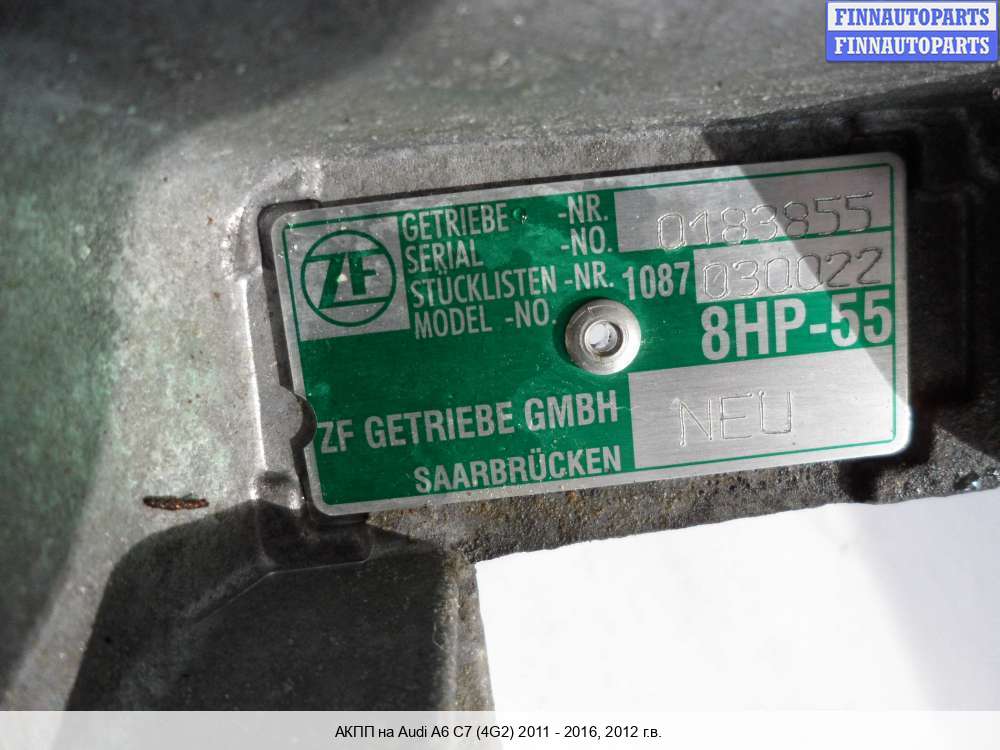 FINNAUTOPARTS
FINNAUTOPARTS
GETRIEBE -NR. 0183855
SERIAL -NO.
STÜCKLISTEN -NR. 1087 030022
MODEL -NO
8HP-55
ZF
ZF GETRIEBE GMBH NEU
SAARBRÜCKEN
АКПП на Audi A6 C7 (4G2) 2011 - 2016, 2012 г.в.